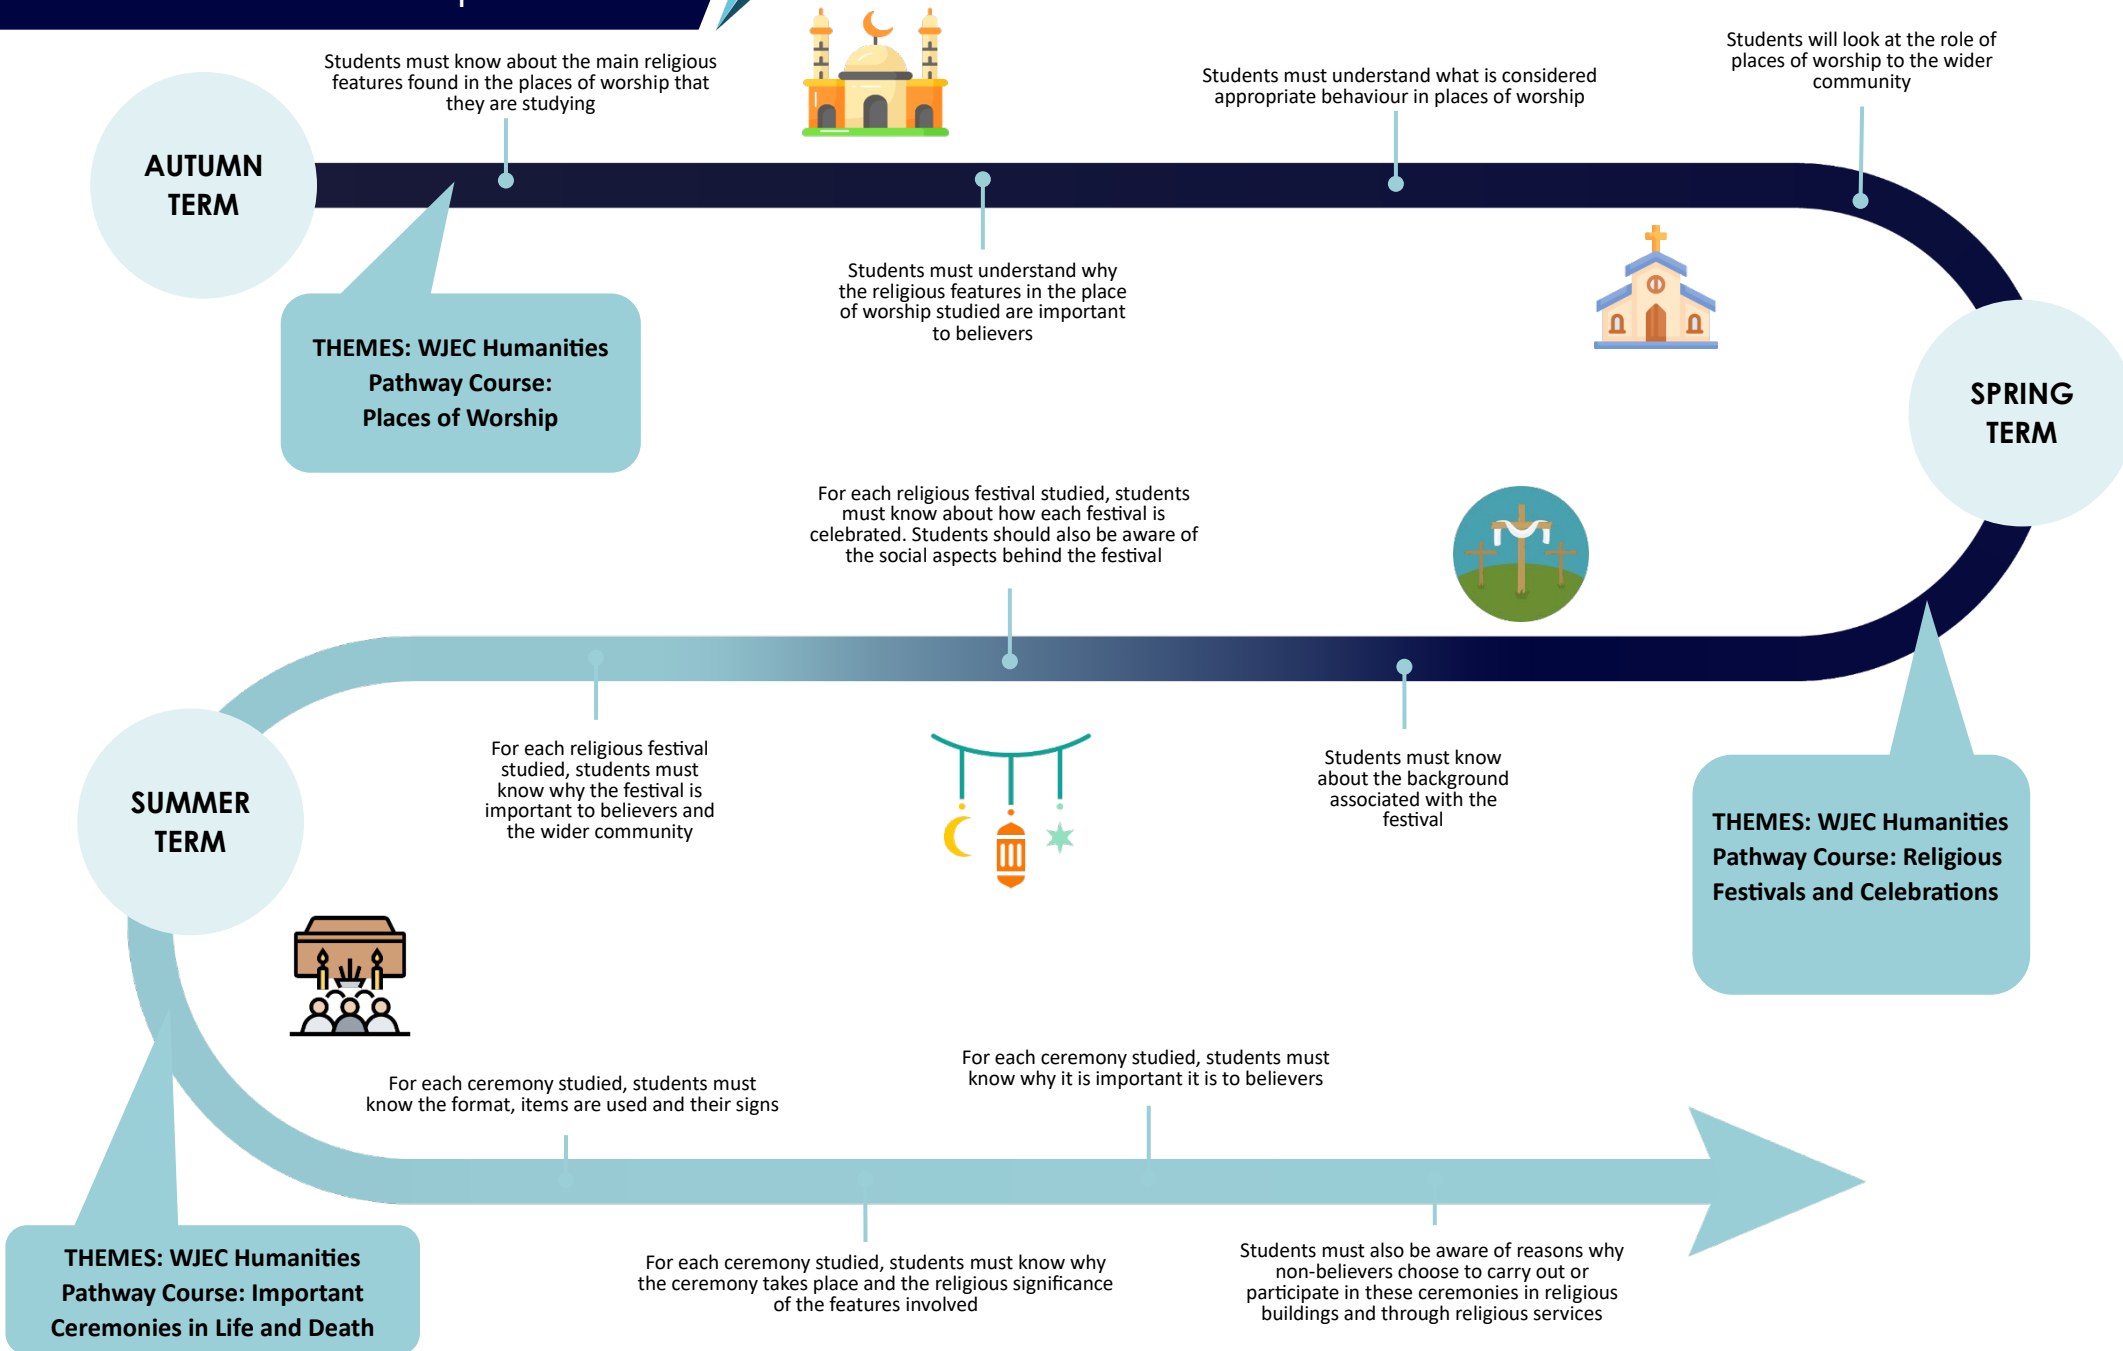 Students must know about the main religious
features found in the places of worship that
they are studying
Students must understand what is considered
appropriate behaviour in places of worship
Students will look at the role of
places of worship to the wider
community
AUTUMN
TERM
Students must understand why
the religious features in the place
of worship studied are important
to believers
THEMES: WJEC Humanities
Pathway Course:
Places of Worship
SPRING
TERM
For each religious festival studied, students
must know about how each festival is
celebrated. Students should also be aware of
the social aspects behind the festival
Students must know
about the background
associated with the
festival
For each religious festival
studied, students must
know why the festival is
important to believers and
the wider community
THEMES: WJEC Humanities
Pathway Course: Religious
Festivals and Celebrations
SUMMER
TERM
For each ceremony studied, students must
know the format, items are used and their signs
For each ceremony studied, students must
know why it is important it is to believers
For each ceremony studied, students must know why
the ceremony takes place and the religious significance
of the features involved
Students must also be aware of reasons why
non-believers choose to carry out or
participate in these ceremonies in religious
buildings and through religious services
THEMES: WJEC Humanities
Pathway Course: Important
Ceremonies in Life and Death